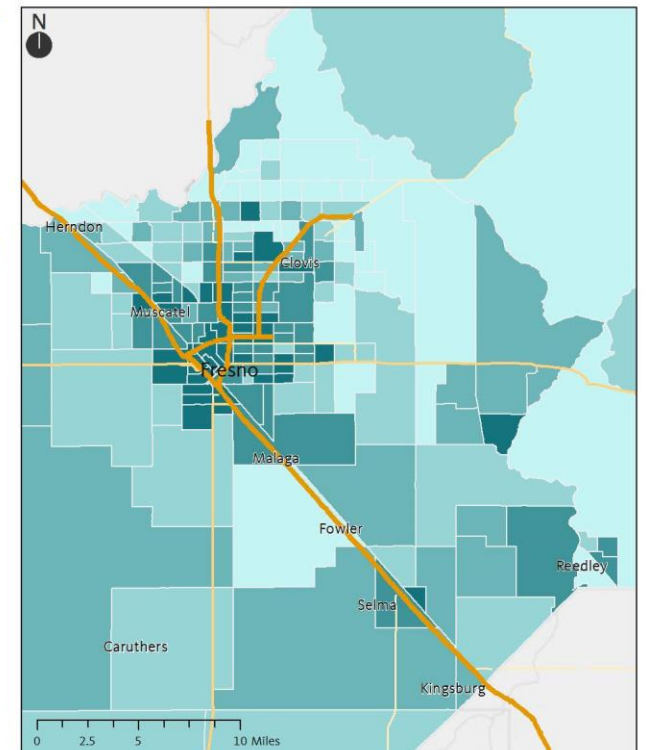 N
Herndon
Clovis
Muscatel
Fresno
Malaga
Fowler
Reedley
Selma
Caruthers
Kingsburg
0 2.5 5 10 Miles